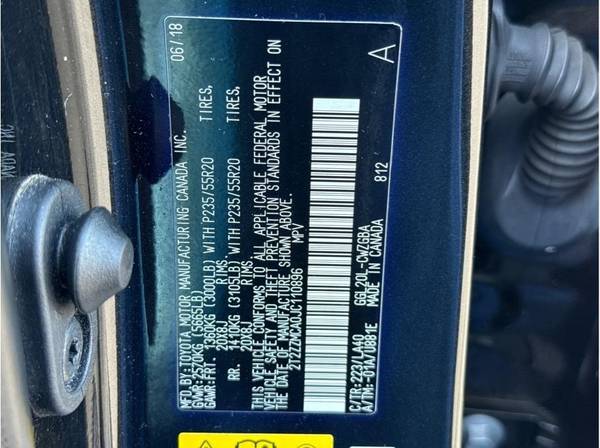 MFD.BY:TOYOTA MOTOR MANUFACTURING CANADA INC. 06/18
GVWR:2570KG (5665LB)
GAWR:FRT. 1360KG (3000LB) WITH P235/55R20 TIRES,
20X8J RIMS,
RR. 1410KG (3105LB) WITH P235/55R20 TIRES,
20X8J RIMS,
THIS VEHICLE CONFORMS TO ALL APPLICABLE FEDERAL MOTOR
VEHICLE SAFETY AND THEFT PREVENTION STANDARDS IN EFFECT ON
THE DATE OF MANUFACTURE SHOWN ABOVE.
2T2ZZMCA0JC110896 MPV
A
C/TR:223/LA40 GGL20L-CWZGBA
A/TM:-01A/UB81E MADE IN CANADA 812